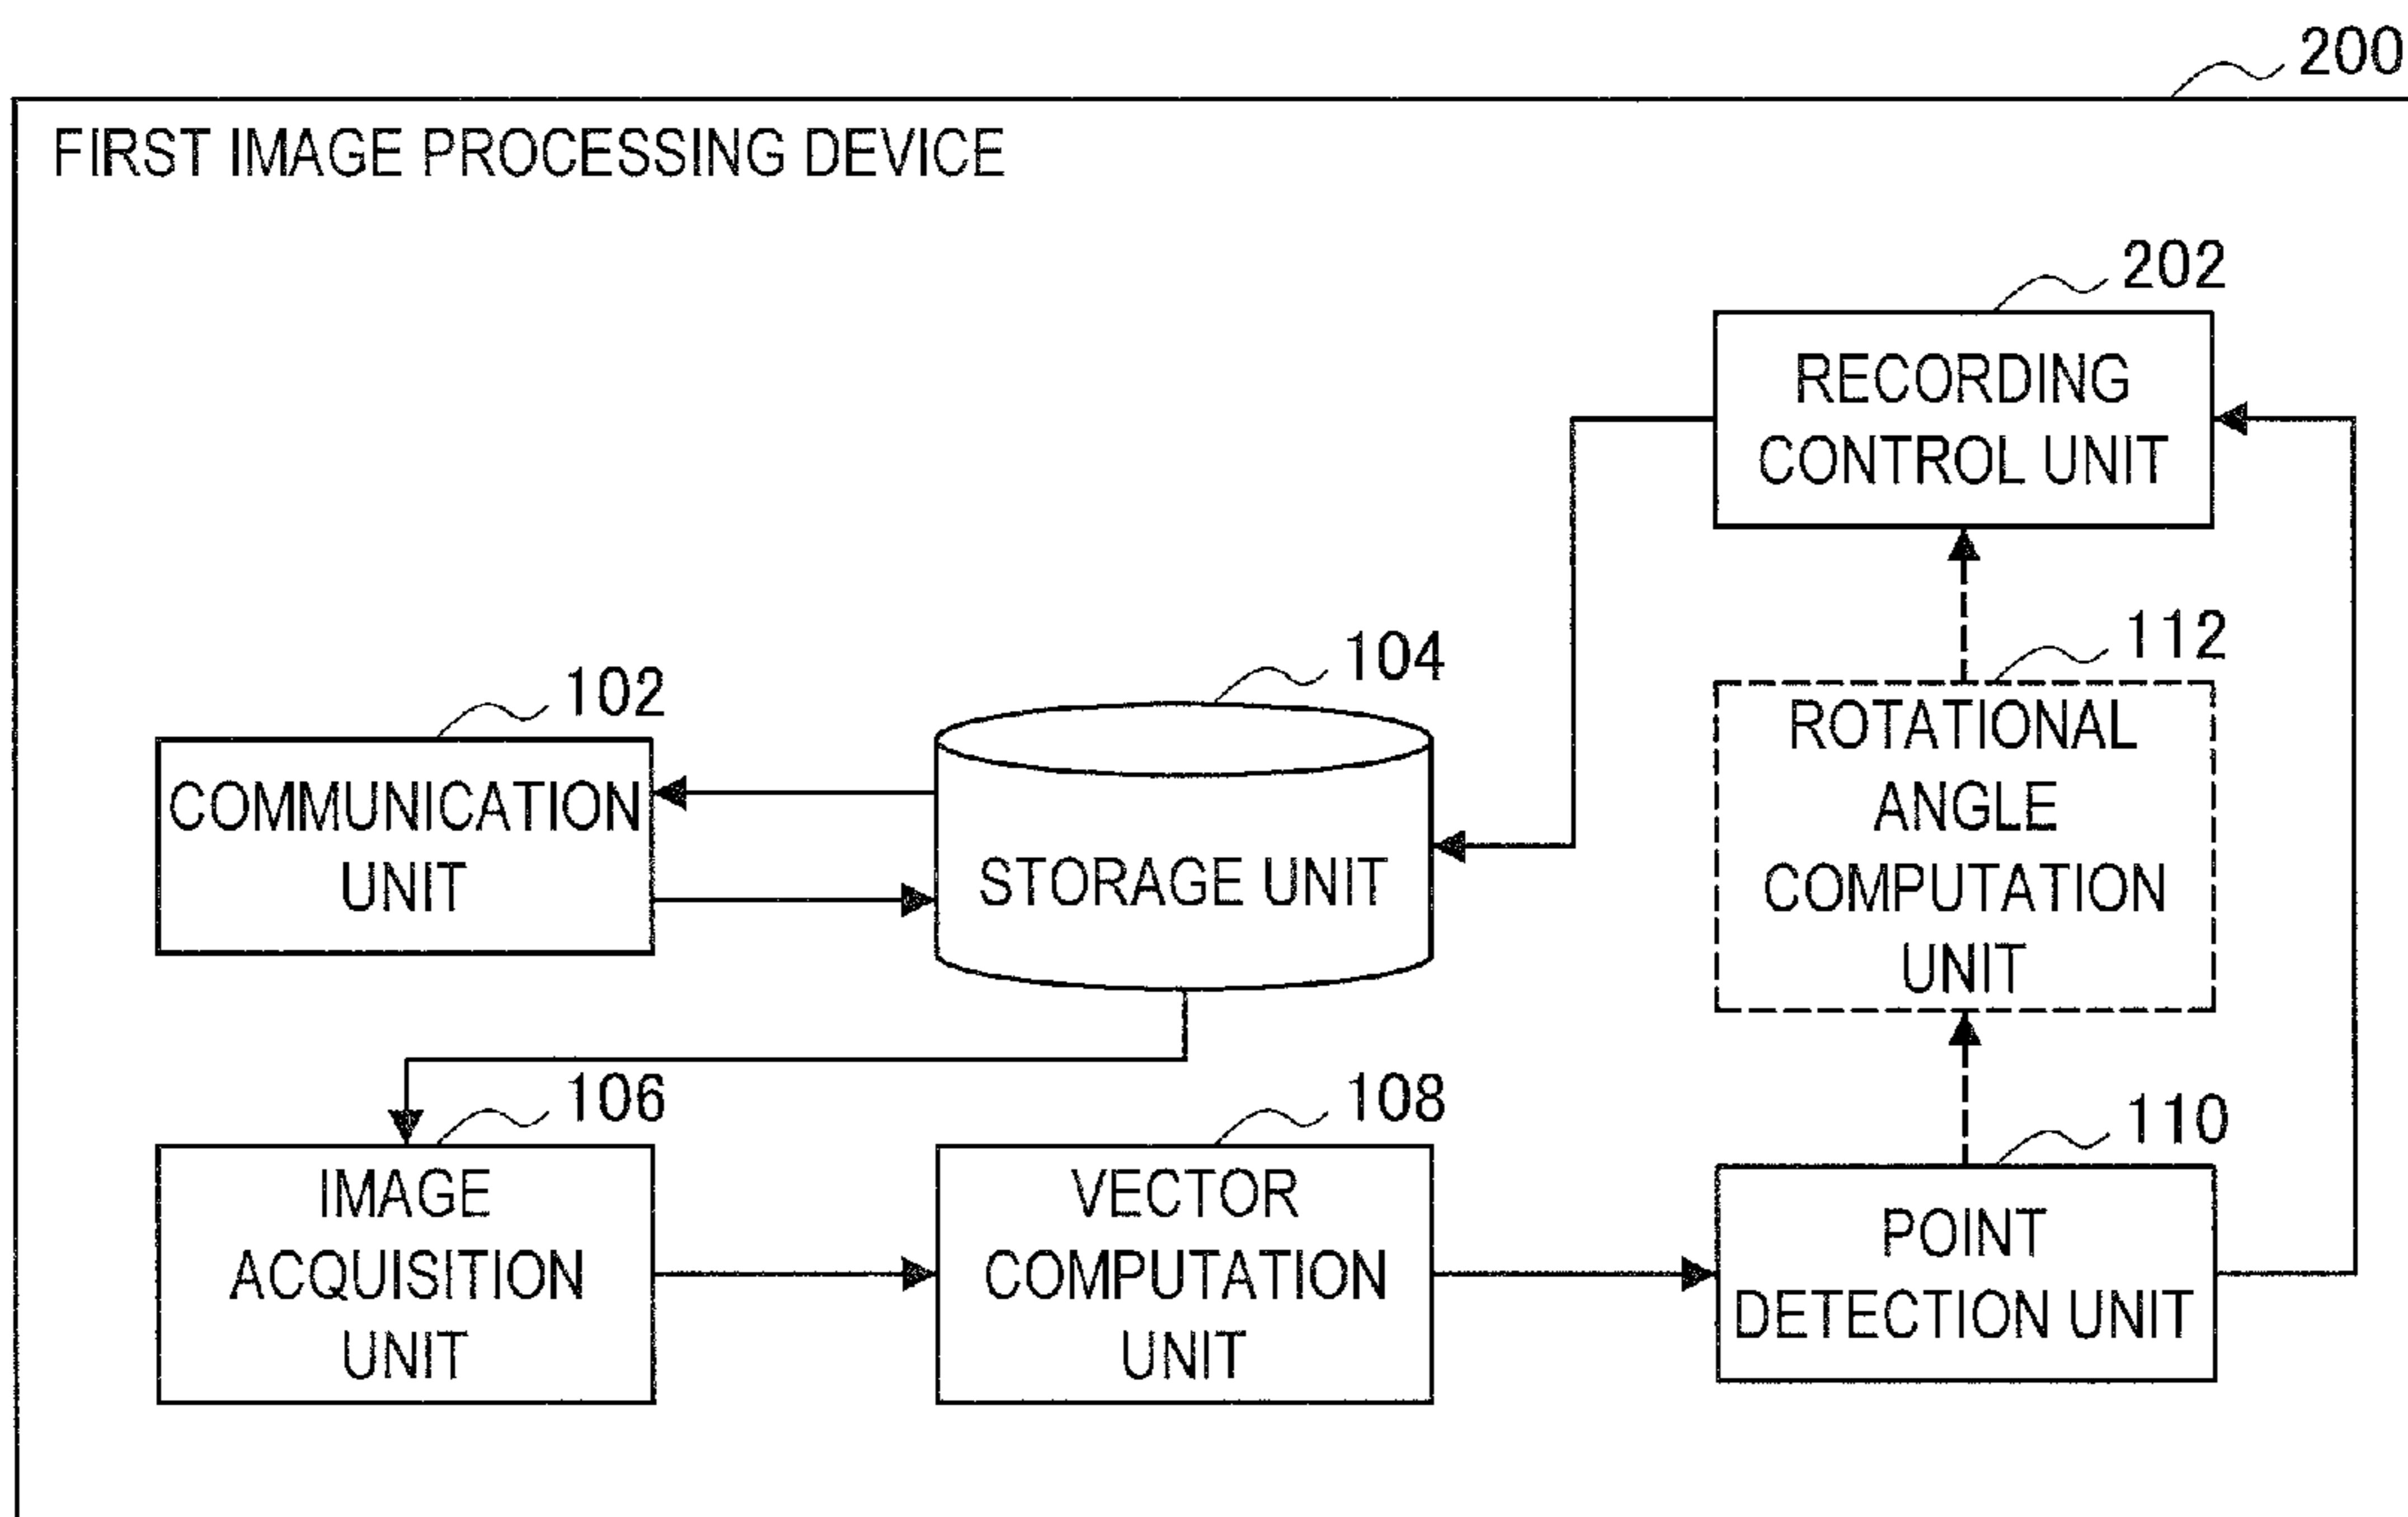 200
FIRST IMAGE PROCESSING DEVICE
202
RECORDING
CONTROL UNIT
102
COMMUNICATION
UNIT
104
STORAGE UNIT
112
ROTATIONAL
ANGLE
COMPUTATION
UNIT
106
IMAGE
ACQUISITION
UNIT
108
VECTOR
COMPUTATION
UNIT
110
POINT
DETECTION UNIT